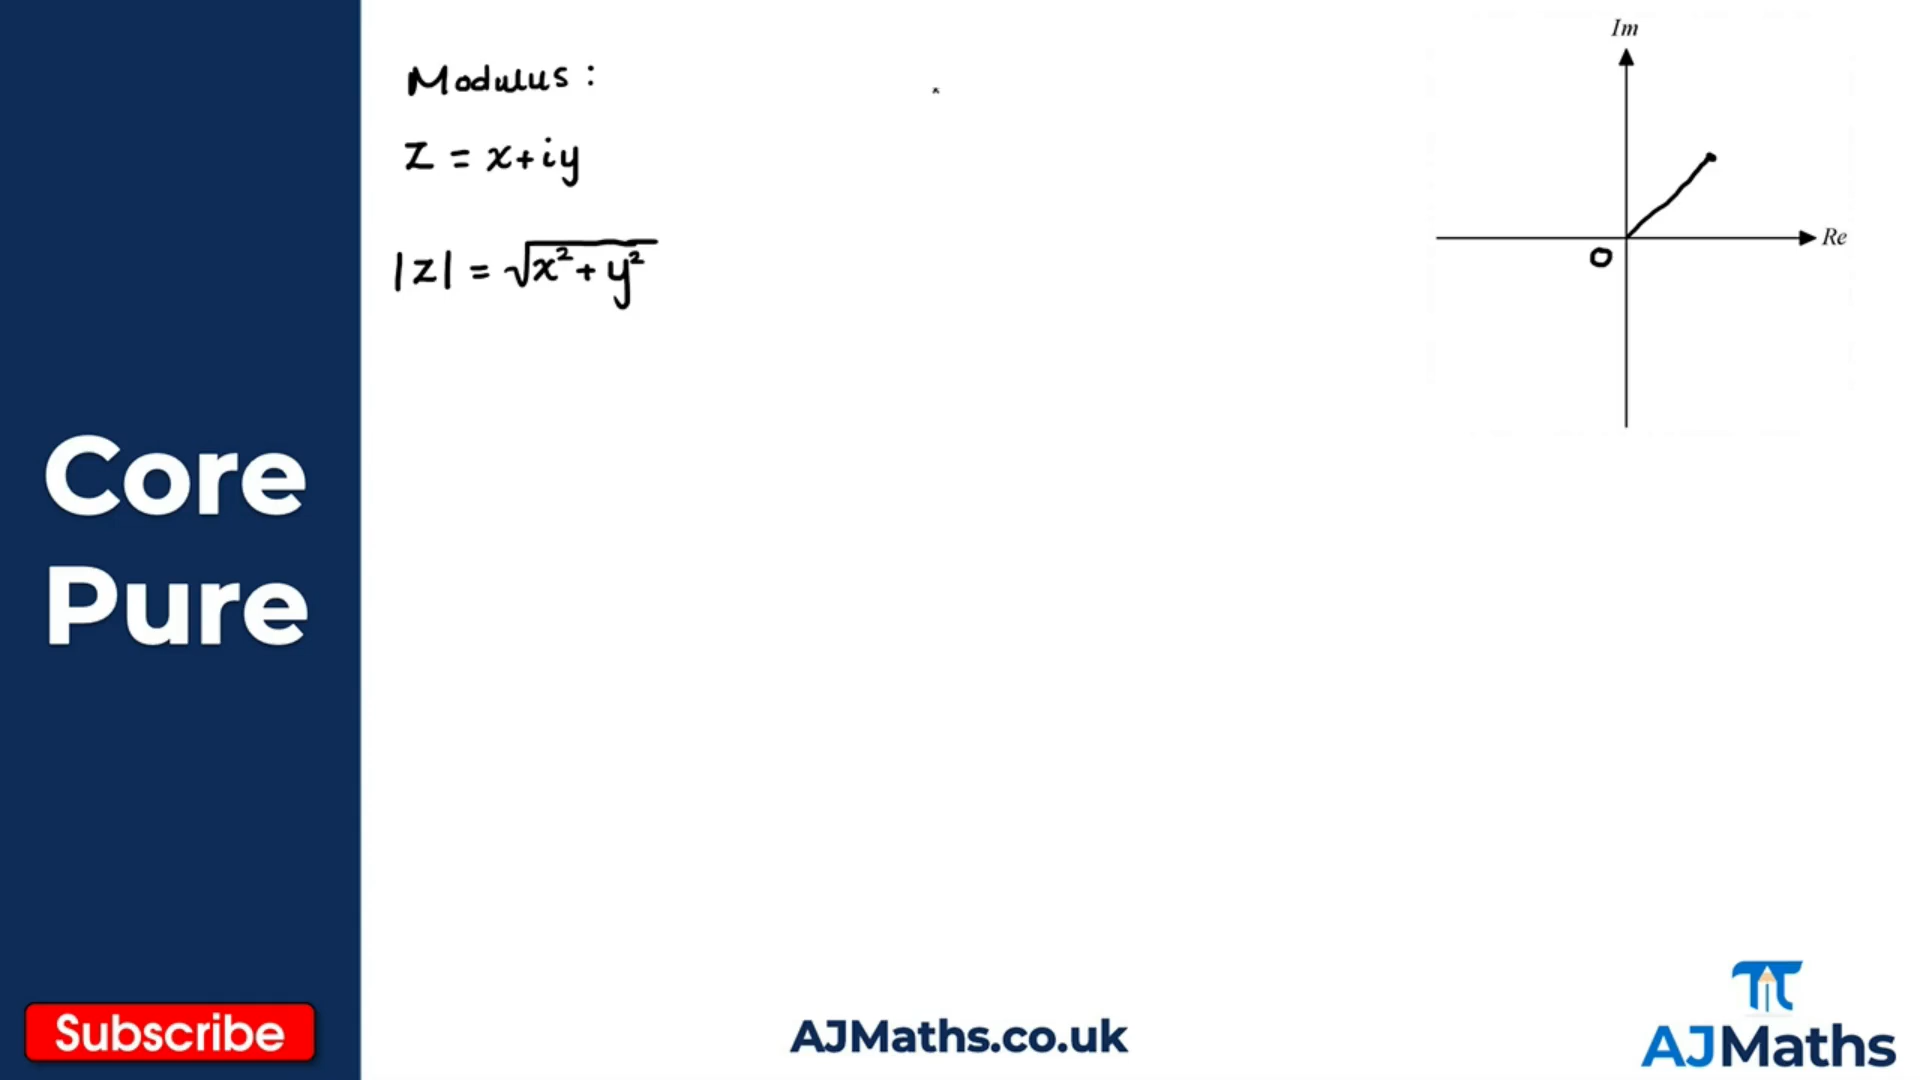 Modulus:
z = x+iy
|z| = √x²+y²
Im
Re
O
Core
Pure
Subscribe
AJMaths.co.uk
AJMaths